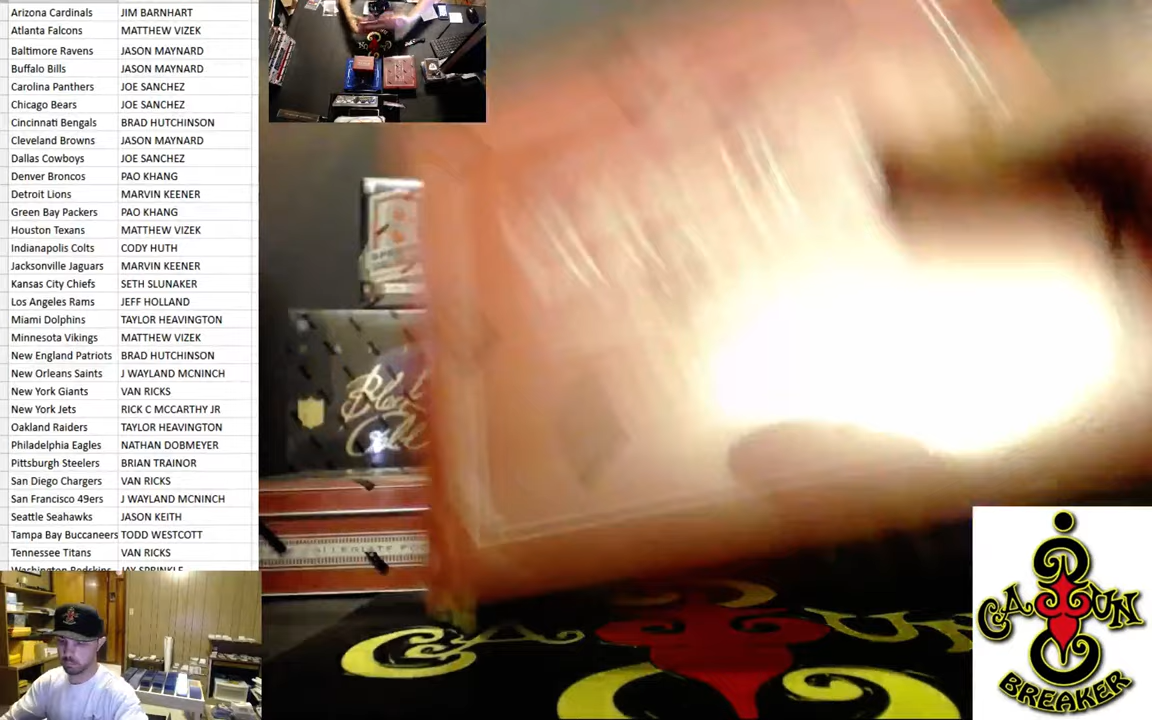 Arizona Cardinals JIM BARNHART
Atlanta Falcons MATTHEW VIZEK
Baltimore Ravens JASON MAYNARD
Buffalo Bills JASON MAYNARD
Carolina Panthers JOE SANCHEZ
Chicago Bears JOE SANCHEZ
Cincinnati Bengals BRAD HUTCHINSON
Cleveland Browns JASON MAYNARD
Dallas Cowboys JOE SANCHEZ
Denver Broncos PAO KHANG
Detroit Lions MARVIN KEENER
Green Bay Packers PAO KHANG
Houston Texans MATTHEW VIZEK
Indianapolis Colts CODY HUTH
Jacksonville Jaguars MARVIN KEENER
Kansas City Chiefs SETH SLUNAKER
Los Angeles Rams JEFF HOLLAND
Miami Dolphins TAYLOR HEAVINGTON
Minnesota Vikings MATTHEW VIZEK
New England Patriots BRAD HUTCHINSON
New Orleans Saints J WAYLAND MCNINCH
New York Giants VAN RICKS
New York Jets RICK C MCCARTHY JR
Oakland Raiders TAYLOR HEAVINGTON
Philadelphia Eagles NATHAN DOBMEYER
Pittsburgh Steelers BRIAN TRAINOR
San Diego Chargers VAN RICKS
San Francisco 49ers J WAYLAND MCNINCH
Seattle Seahawks JASON KEITH
Tampa Bay Buccaneers TODD WESTCOTT
Tennessee Titans VAN RICKS
Washington Redskins JAY SPRINKLE
CAJUN
BREAKER